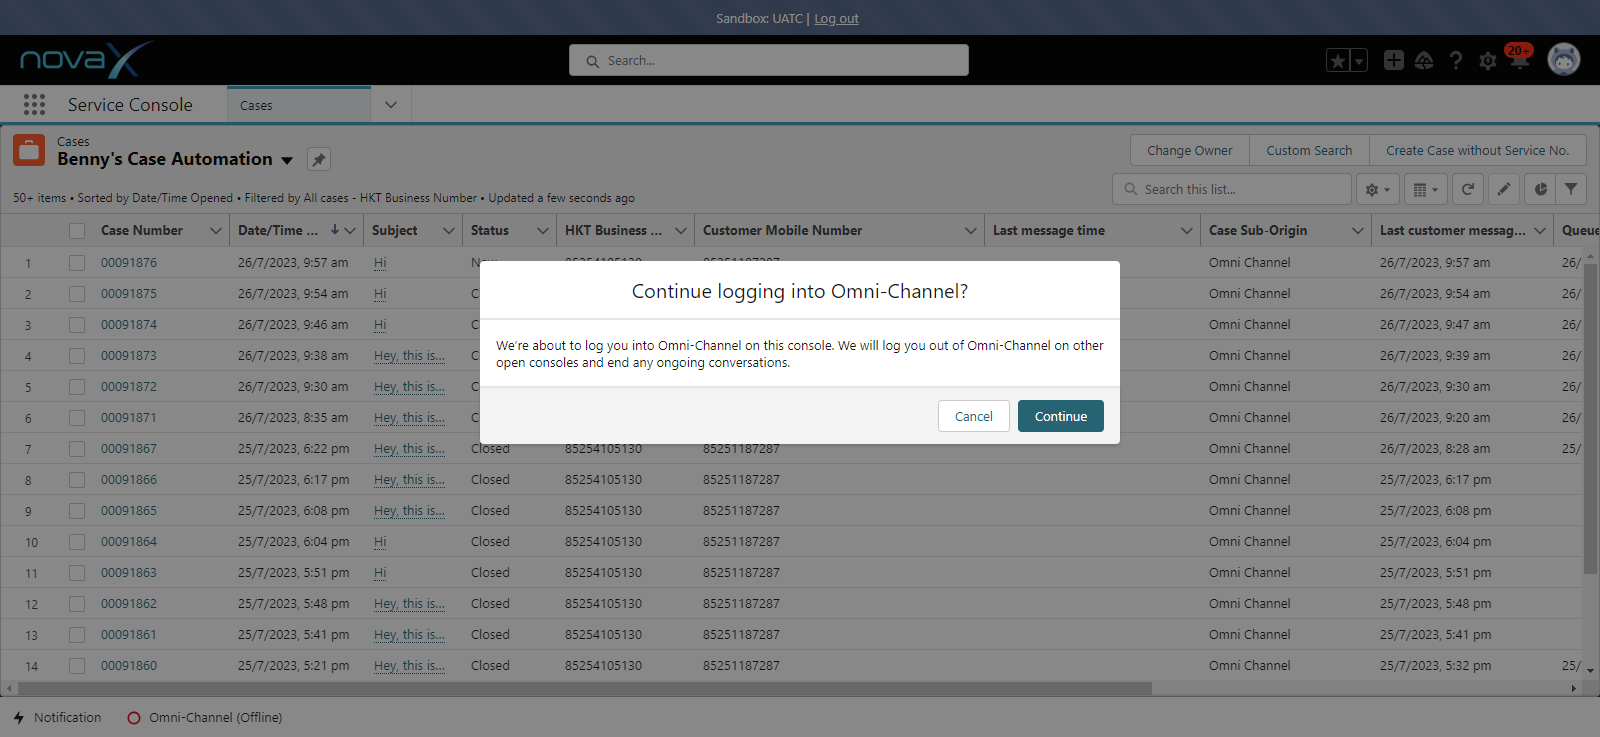 Sandbox: UATC | Log out
novaX
Search...
20+
Service Console
Cases
Cases
Benny's Case Automation
Change Owner
Custom Search
Create Case without Service No.
50+ items • Sorted by Date/Time Opened • Filtered by All cases - HKT Business Number • Updated a few seconds ago
Search this list...
Case Number Date/Time ... Subject Status HKT Business ... Customer Mobile Number Last message time Case Sub-Origin Last customer messag... Queue
1 00091876 26/7/2023, 9:57 am Hi Omni Channel 26/7/2023, 9:57 am 26/
2 00091875 26/7/2023, 9:54 am Hi C Omni Channel 26/7/2023, 9:54 am 26/
3 00091874 26/7/2023, 9:46 am Hi C Omni Channel 26/7/2023, 9:47 am 26/
4 00091873 26/7/2023, 9:38 am Hey, this is... C Omni Channel 26/7/2023, 9:39 am 26/
5 00091872 26/7/2023, 9:30 am Hey, this is... C Omni Channel 26/7/2023, 9:30 am 26/
6 00091871 26/7/2023, 8:35 am Hey, this is... C Omni Channel 26/7/2023, 9:20 am 26/
7 00091867 25/7/2023, 6:22 pm Hey, this is... Closed 85254105130 85251187287 Omni Channel 26/7/2023, 8:28 am 25/
8 00091866 25/7/2023, 6:17 pm Hey, this is... Closed 85254105130 85251187287 Omni Channel 25/7/2023, 6:17 pm
9 00091865 25/7/2023, 6:08 pm Hey, this is... Closed 85254105130 85251187287 Omni Channel 25/7/2023, 6:08 pm
10 00091864 25/7/2023, 6:04 pm Hi Closed 85254105130 85251187287 Omni Channel 25/7/2023, 6:04 pm
11 00091863 25/7/2023, 5:51 pm Hi Closed 85254105130 85251187287 Omni Channel 25/7/2023, 5:51 pm
12 00091862 25/7/2023, 5:48 pm Hey, this is... Closed 85254105130 85251187287 Omni Channel 25/7/2023, 5:48 pm
13 00091861 25/7/2023, 5:41 pm Hey, this is... Closed 85254105130 85251187287 Omni Channel 25/7/2023, 5:41 pm
14 00091860 25/7/2023, 5:21 pm Hey, this is... Closed 85254105130 85251187287 Omni Channel 25/7/2023, 5:32 pm 25/
Continue logging into Omni-Channel?
We're about to log you into Omni-Channel on this console. We will log you out of Omni-Channel on other
open consoles and end any ongoing conversations.
Cancel
Continue
Notification
Omni-Channel (Offline)